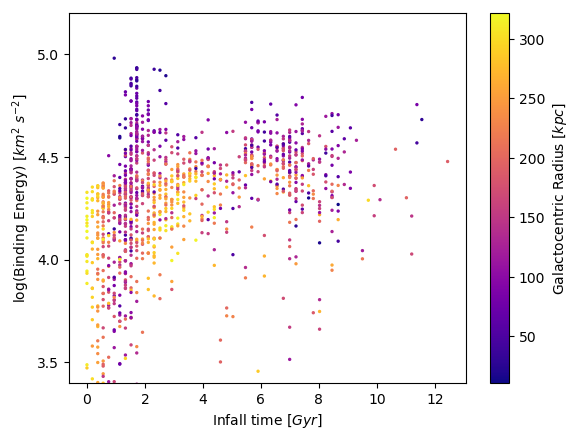 5.0
4.5
4.0
3.5
log(Binding Energy) [km² s⁻²]
0 2 4 6 8 10 12
Infall time [Gyr]
300
250
200
150
100
50
Galactocentric Radius [kpc]